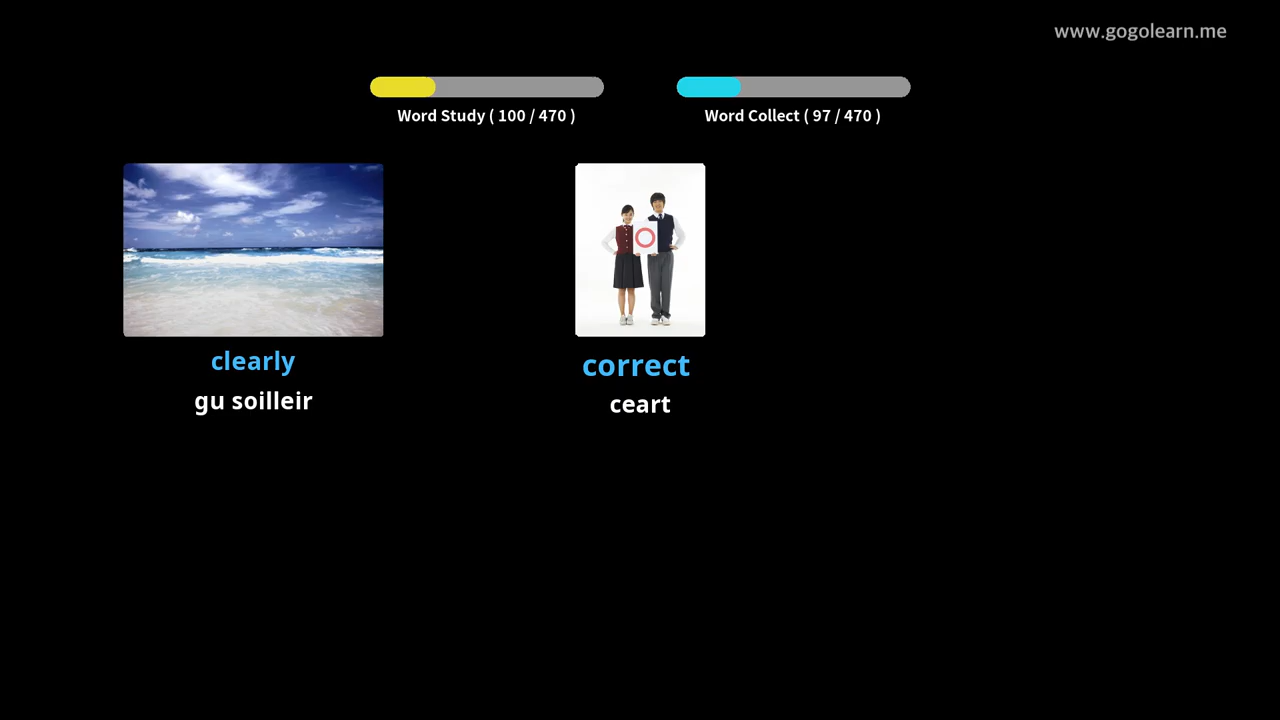 www.gogolearn.me
Word Study ( 100 / 470 )
Word Collect ( 97 / 470 )
clearly
gu soilleir
correct
ceart